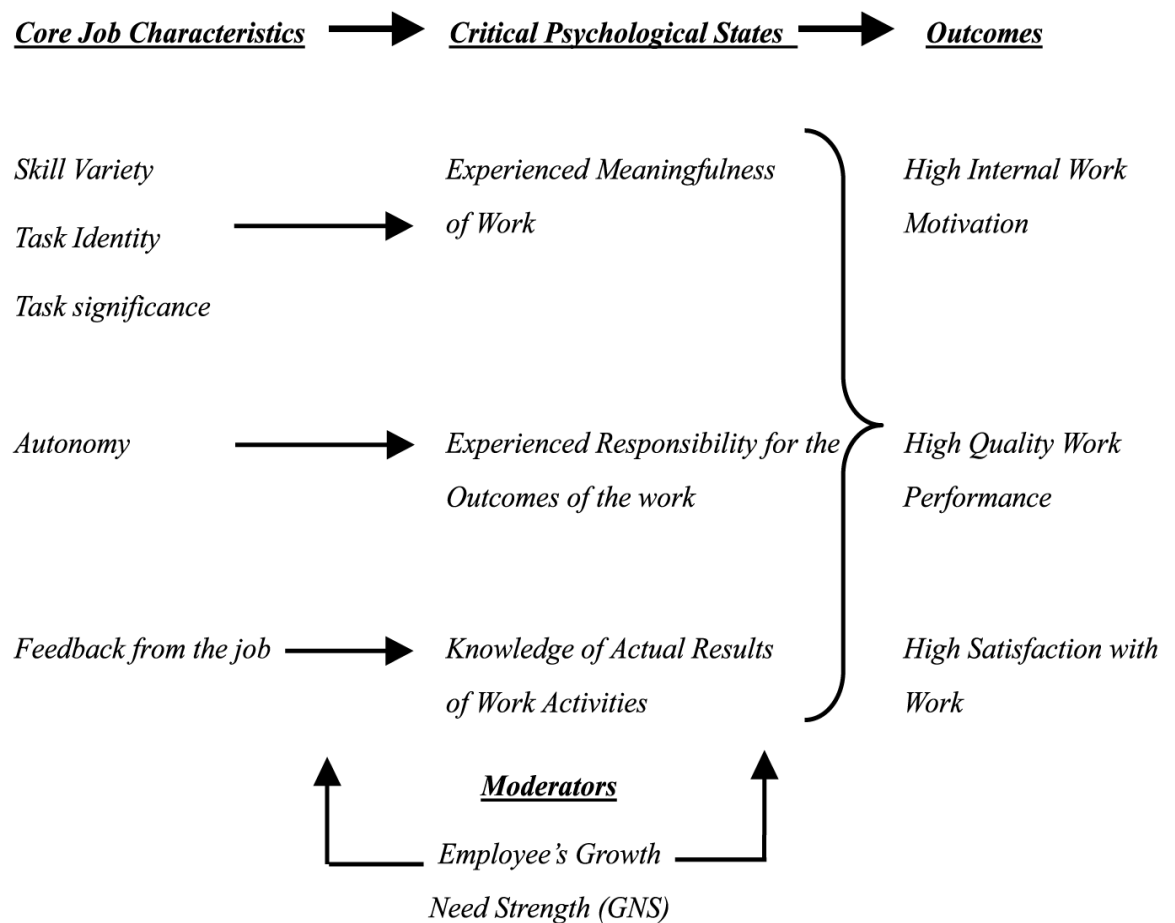 Core Job Characteristics Critical Psychological States Outcomes
Skill Variety
Task Identity
Task significance
Experienced Meaningfulness
of Work
High Internal Work
Motivation
Autonomy
Experienced Responsibility for the
Outcomes of the work
High Quality Work
Performance
Feedback from the job
Knowledge of Actual Results
of Work Activities
High Satisfaction with
Work
Moderators
Employee’s Growth
Need Strength (GNS)